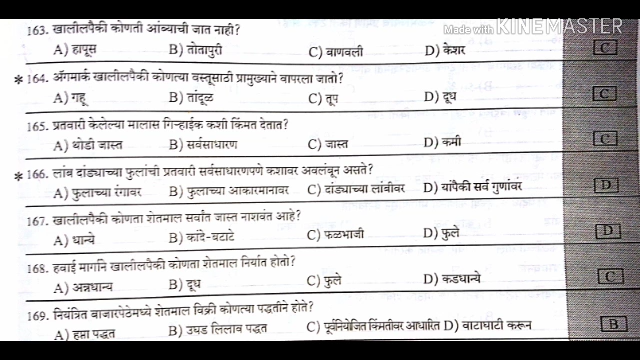 163. खालीलपैकी कोणती आंब्याची जात नाही?
Made with KINEMASTER
A) हापूस B) तोतापुरी C) वाणवली D) केशर C
* 164. ॲगमार्क खालीलपैकी कोणत्या वस्तूसाठी प्रामुख्याने वापरला जातो?
A) गहू B) तांदूळ C) तूप D) दूध C
165. प्रतवारी केलेल्या मालास गिऱ्हाईक कशी किंमत देतात?
A) थोडी जास्त B) सर्वसाधारण C) जास्त D) कमी C
* 166. लांब दांड्याच्या फुलांची प्रतवारी सर्वसाधारणपणे कशावर अवलंबून असते?
A) फुलाच्या रंगावर B) फुलाच्या आकारमानावर C) दांड्याच्या लांबीवर D) यांपैकी सर्व गुणांवर D
167. खालीलपैकी कोणता शेतमाल सर्वात जास्त नाशवंत आहे?
A) धान्ये B) कांदे-बटाटे C) फळभाजी D) फुले D
168. हवाई मार्गाने खालीलपैकी कोणता शेतमाल निर्यात होतो?
A) अन्नधान्य B) दूध C) फुले D) कडधान्ये C
169. नियंत्रित बाजारपेठेमध्ये शेतमाल विक्री कोणत्या पद्धतीने होते?
A) हप्ता पद्धत B) उघड लिलाव पद्धत C) पूर्वनियोजित किंमतीवर आधारित D) वाटाघाटी करून B